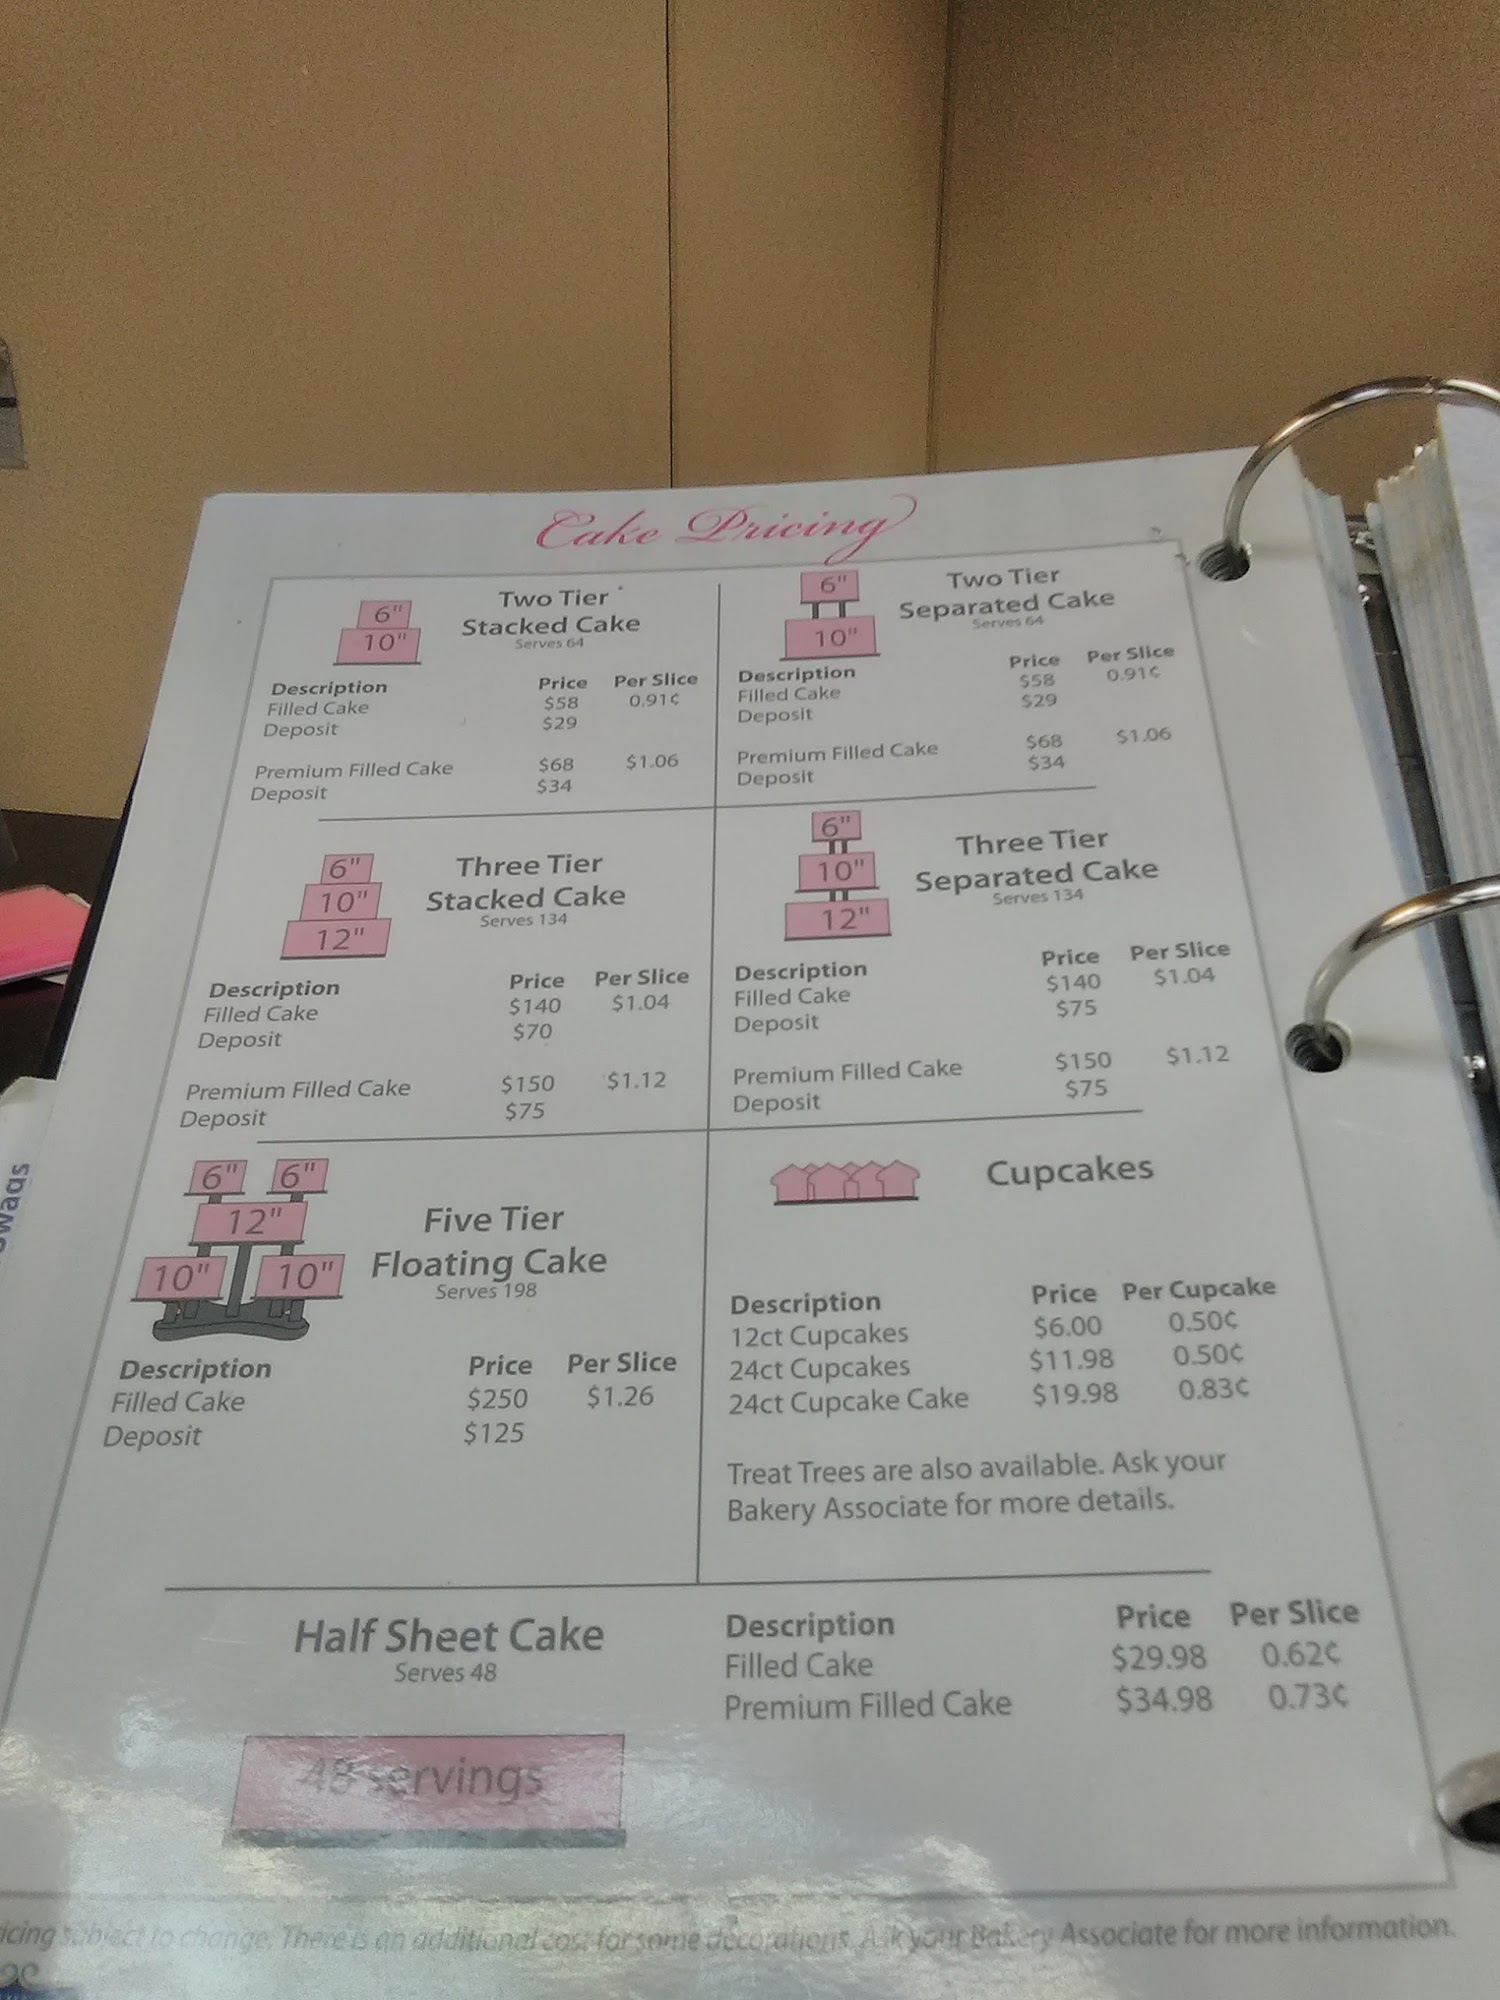 Cake Pricing
6"
10"
Two Tier
Stacked Cake
Serves 64
Description Price Per Slice
Filled Cake $58 0.91¢
Deposit $29
Premium Filled Cake $68 $1.06
Deposit $34
6"
10"
Two Tier
Separated Cake
Serves 64
Description Price Per Slice
Filled Cake $58 0.91¢
Deposit $29
Premium Filled Cake $68 $1.06
Deposit $34
6"
10"
12"
Three Tier
Stacked Cake
Serves 134
Description Price Per Slice
Filled Cake $140 $1.04
Deposit $70
Premium Filled Cake $150 $1.12
Deposit $75
6"
10"
12"
Three Tier
Separated Cake
Serves 134
Description Price Per Slice
Filled Cake $140 $1.04
Deposit $75
Premium Filled Cake $150 $1.12
Deposit $75
6" 6"
12"
10" 10"
Five Tier
Floating Cake
Serves 198
Description Price Per Slice
Filled Cake $250 $1.26
Deposit $125
Cupcakes
Description Price Per Cupcake
12ct Cupcakes $6.00 0.50¢
24ct Cupcakes $11.98 0.50¢
24ct Cupcake Cake $19.98 0.83¢
Treat Trees are also available. Ask your
Bakery Associate for more details.
Half Sheet Cake
Serves 48
48 servings
Description Price Per Slice
Filled Cake $29.98 0.62¢
Premium Filled Cake $34.98 0.73¢
subject to change. There is an additional cost for some decorations. Ask your Bakery Associate for more information.